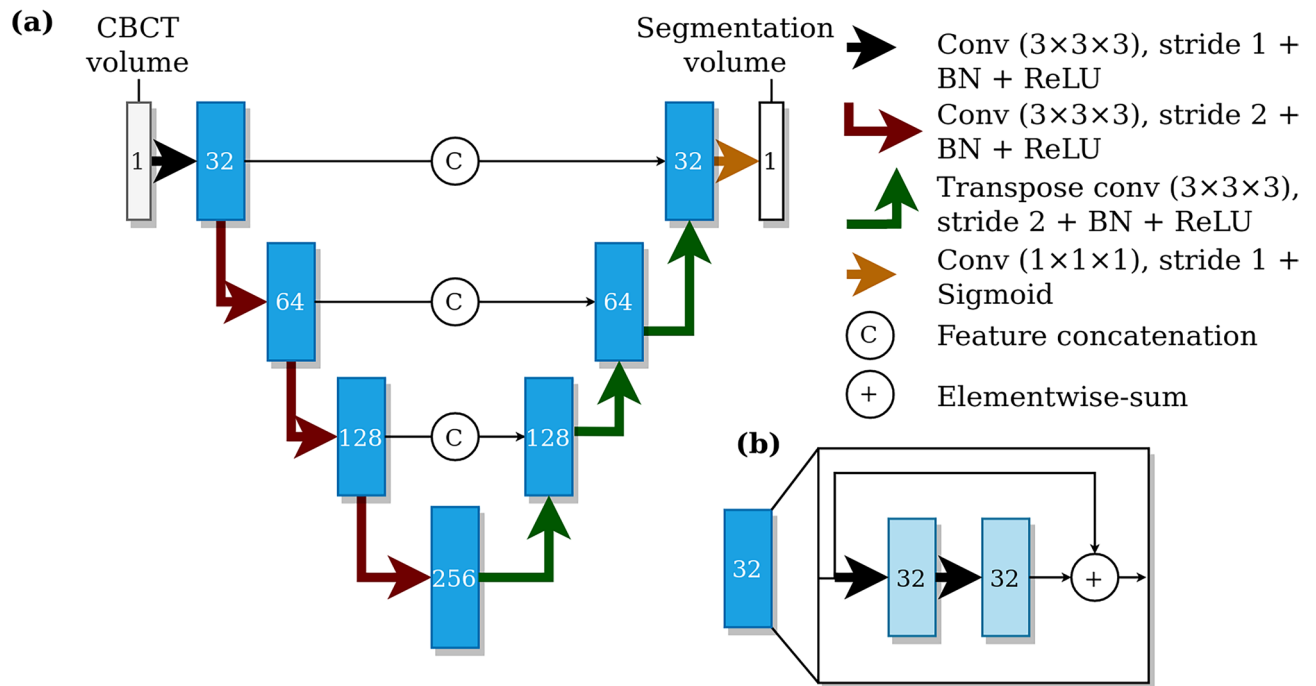 (a)
CBCT
volume
Segmentation
volume
1
32
C
32
1
64
C
64
128
C
128
256
Conv (3×3×3), stride 1 +
BN + ReLU
Conv (3×3×3), stride 2 +
BN + ReLU
Transpose conv (3×3×3),
stride 2 + BN + ReLU
Conv (1×1×1), stride 1 +
Sigmoid
C
Feature concatenation
+
Elementwise-sum
(b)
32
32
32
+